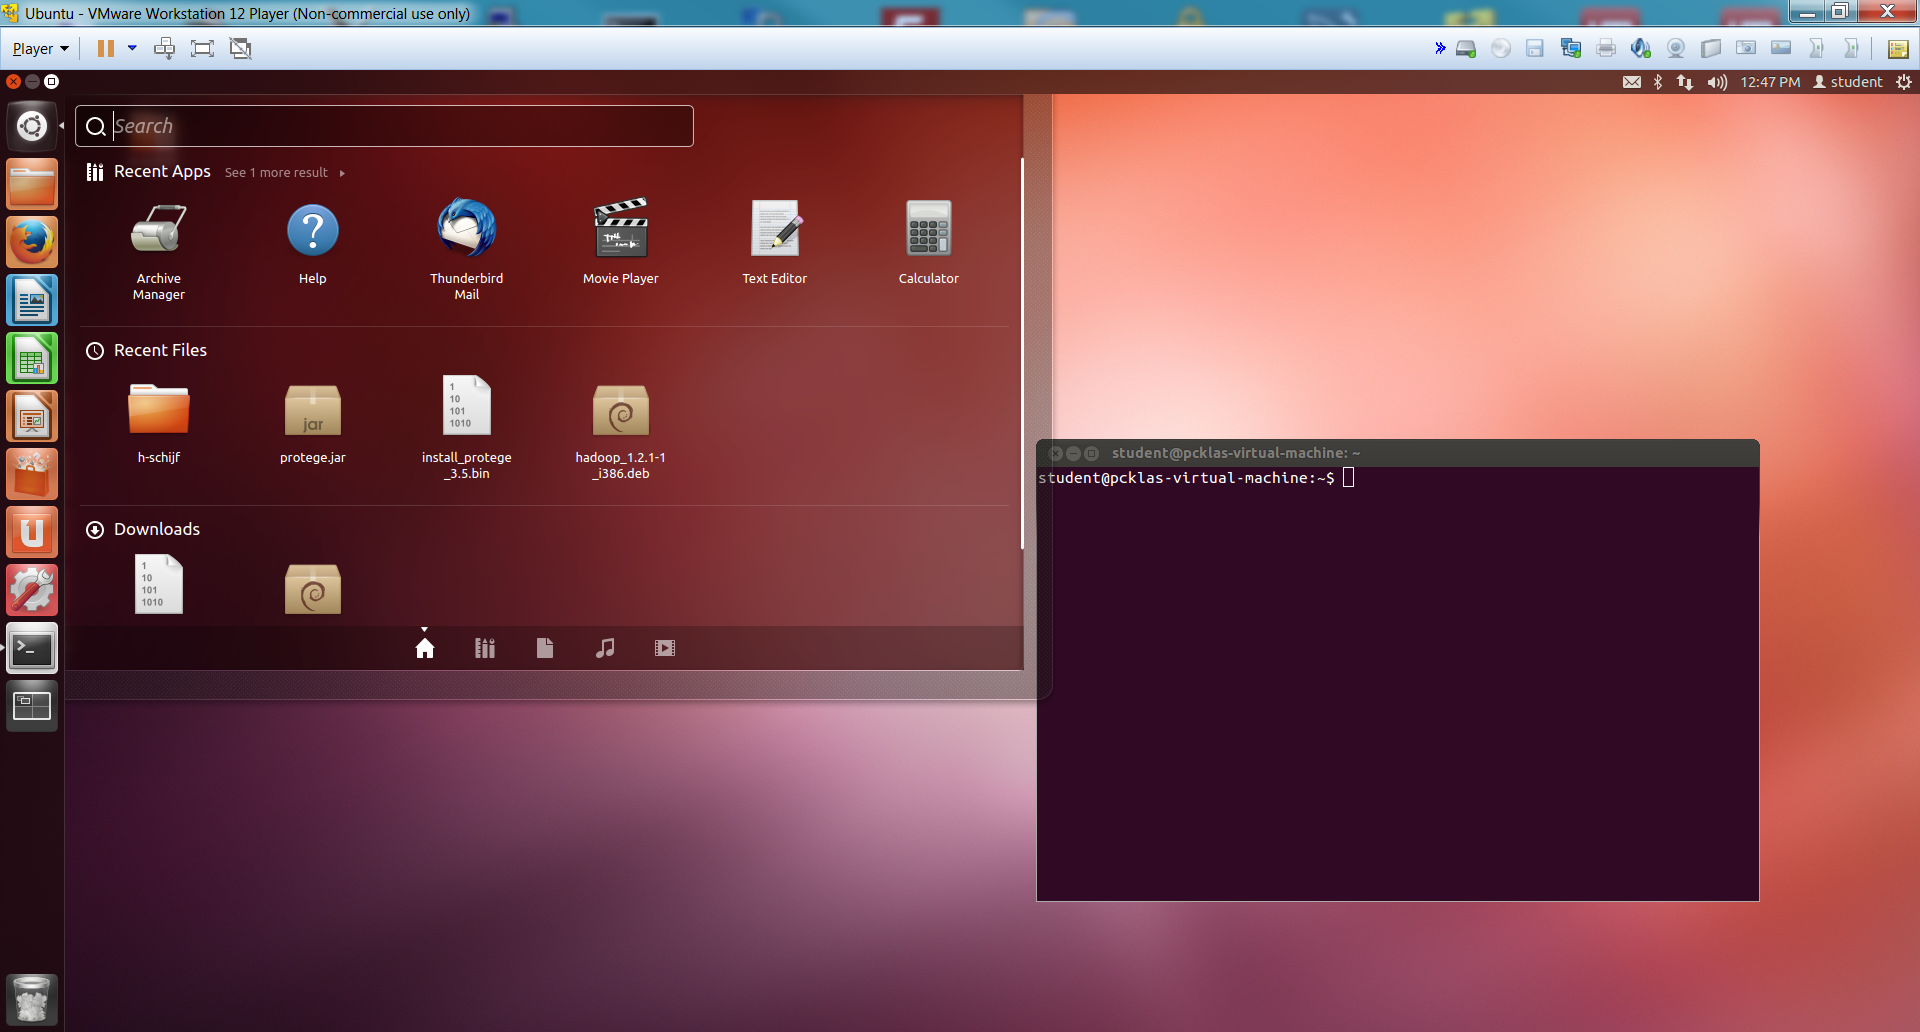 Ubuntu - VMware Workstation 12 Player (Non-commercial use only)
Player
12:47 PM student
Search
Recent Apps See 1 more result
Archive Manager
Help
Thunderbird Mail
Movie Player
Text Editor
Calculator
Recent Files
h-schijf
protege.jar
jar
1
10
101
1010
install_protege
_3.5.bin
hadoop_1.2.1-1
_i386.deb
Downloads
1
10
101
1010
student@pcklas-virtual-machine: ~
student@pcklas-virtual-machine:~$